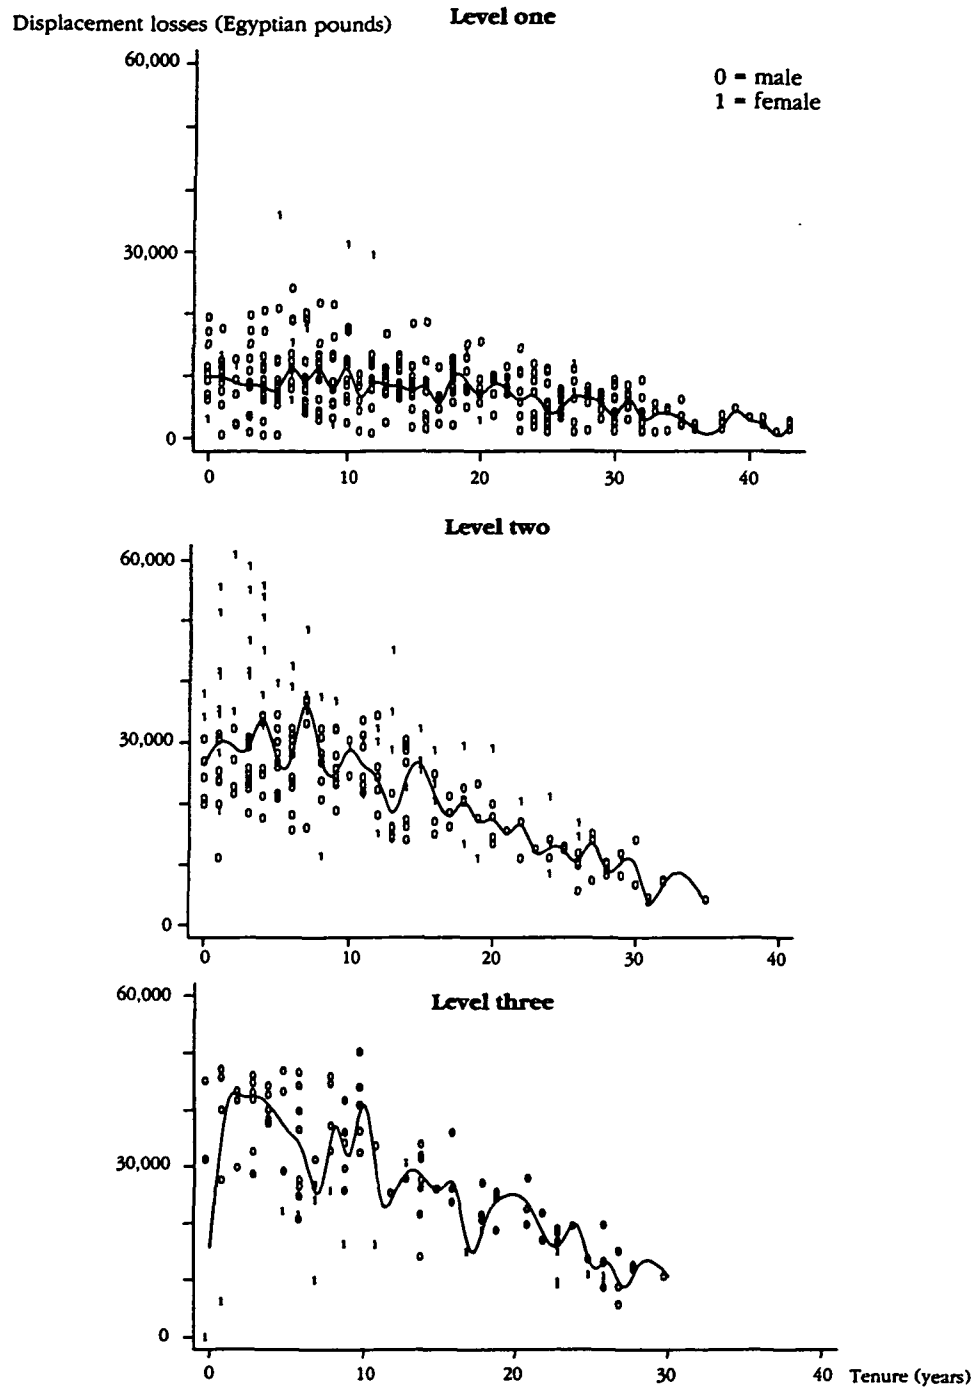 Displacement losses (Egyptian pounds)
Level one
60,000
0 = male
1 = female
30,000
0
0 10 20 30 40
Level two
60,000
30,000
0
0 10 20 30 40
60,000
Level three
30,000
0
0 10 20 30 40 Tenure (years)